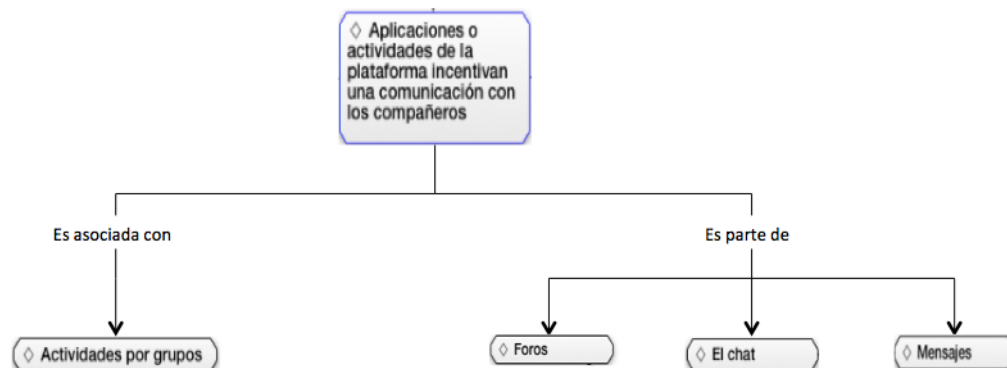 ◇ Aplicaciones o
actividades de la
plataforma incentivan
una comunicación con
los compañeros
Es asociada con
Es parte de
◇ Actividades por grupos
◇ Foros
◇ El chat
◇ Mensajes